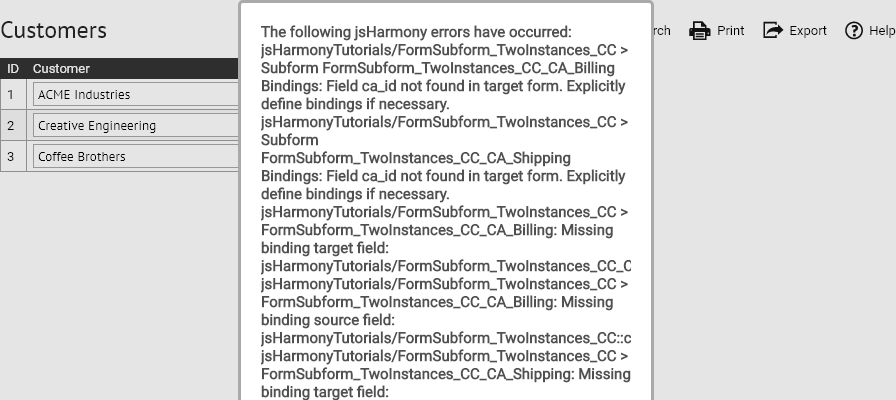 Customers
rch
Print
Export
Help
ID Customer
1 ACME Industries
2 Creative Engineering
3 Coffee Brothers
The following jsHarmony errors have occurred:
jsHarmonyTutorials/FormSubform_TwoInstances_CC >
Subform FormSubform_TwoInstances_CC_CA_Billing
Bindings: Field ca_id not found in target form. Explicitly
define bindings if necessary.
jsHarmonyTutorials/FormSubform_TwoInstances_CC >
Subform
FormSubform_TwoInstances_CC_CA_Shipping
Bindings: Field ca_id not found in target form. Explicitly
define bindings if necessary.
jsHarmonyTutorials/FormSubform_TwoInstances_CC >
FormSubform_TwoInstances_CC_CA_Billing: Missing
binding target field:
jsHarmonyTutorials/FormSubform_TwoInstances_CC_C
jsHarmonyTutorials/FormSubform_TwoInstances_CC >
FormSubform_TwoInstances_CC_CA_Billing: Missing
binding source field:
jsHarmonyTutorials/FormSubform_TwoInstances_CC::c
jsHarmonyTutorials/FormSubform_TwoInstances_CC >
FormSubform_TwoInstances_CC_CA_Shipping: Missing
binding target field: